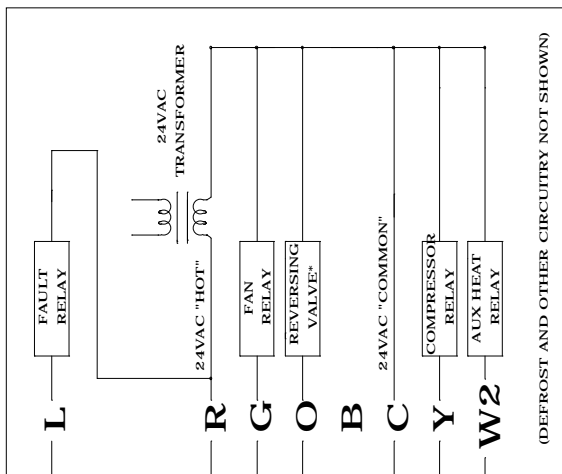 24VAC
TRANSFORMER
FAULT
RELAY
24VAC "HOT"
FAN
RELAY
REVERSING
VALVE*
24VAC "COMMON"
COMPRESSOR
RELAY
AUX HEAT
RELAY
L
R
G
O
B
C
Y
W2
(DEFROST AND OTHER CIRCUITRY NOT SHOWN)